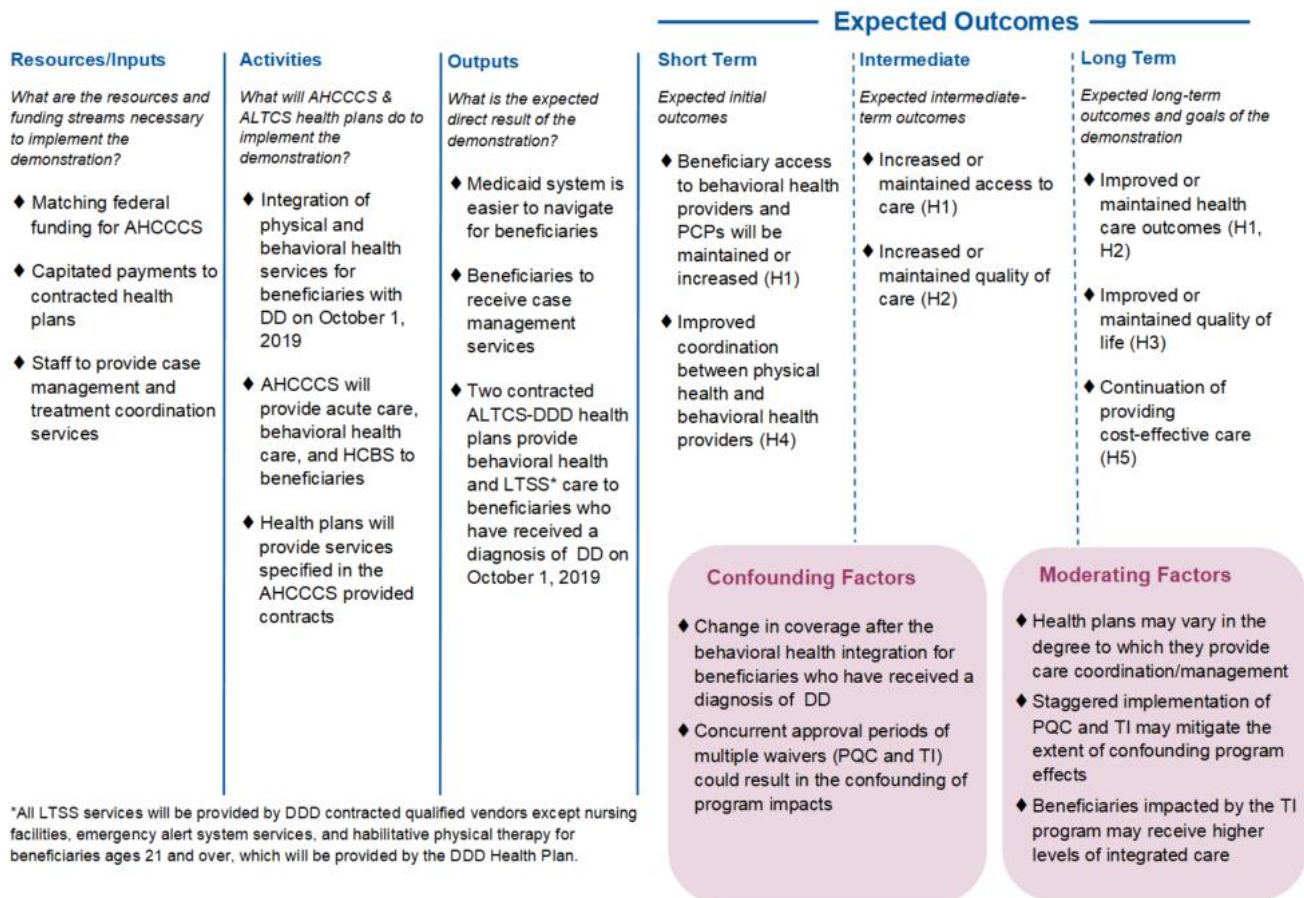 Expected Outcomes
Resources/Inputs
What are the resources and
funding streams necessary
to implement the
demonstration?
♦ Matching federal
funding for AHCCCS
♦ Capitated payments to
contracted health
plans
♦ Staff to provide case
management and
treatment coordination
services
Activities
What will AHCCCS &
ALTCS health plans do to
implement the
demonstration?
♦ Integration of
physical and
behavioral health
services for
beneficiaries with
DD on October 1,
2019
♦ AHCCCS will
provide acute care,
behavioral health
care, and HCBS to
beneficiaries
♦ Health plans will
provide services
specified in the
AHCCCS provided
contracts
Outputs
What is the expected
direct result of the
demonstration?
♦ Medicaid system is
easier to navigate
for beneficiaries
♦ Beneficiaries to
receive case
management
services
♦ Two contracted
ALTCS-DDD health
plans provide
behavioral health
and LTSS* care to
beneficiaries who
have received a
diagnosis of DD on
October 1, 2019
Short Term
Expected initial
outcomes
♦ Beneficiary access
to behavioral health
providers and
PCPs will be
maintained or
increased (H1)
♦ Improved
coordination
between physical
health and
behavioral health
providers (H4)
Intermediate
Expected intermediate-
term outcomes
♦ Increased or
maintained access to
care (H1)
♦ Increased or
maintained quality of
care (H2)
Long Term
Expected long-term
outcomes and goals of the
demonstration
♦ Improved or
maintained health
care outcomes (H1,
H2)
♦ Improved or
maintained quality of
life (H3)
♦ Continuation of
providing
cost-effective care
(H5)
Confounding Factors
♦ Change in coverage after the
behavioral health integration for
beneficiaries who have received a
diagnosis of DD
♦ Concurrent approval periods of
multiple waivers (PQC and TI)
could result in the confounding of
program impacts
Moderating Factors
♦ Health plans may vary in the
degree to which they provide
care coordination/management
♦ Staggered implementation of
PQC and TI may mitigate the
extent of confounding program
effects
♦ Beneficiaries impacted by the TI
program may receive higher
levels of integrated care
*All LTSS services will be provided by DDD contracted qualified vendors except nursing
facilities, emergency alert system services, and habilitative physical therapy for
beneficiaries ages 21 and over, which will be provided by the DDD Health Plan.